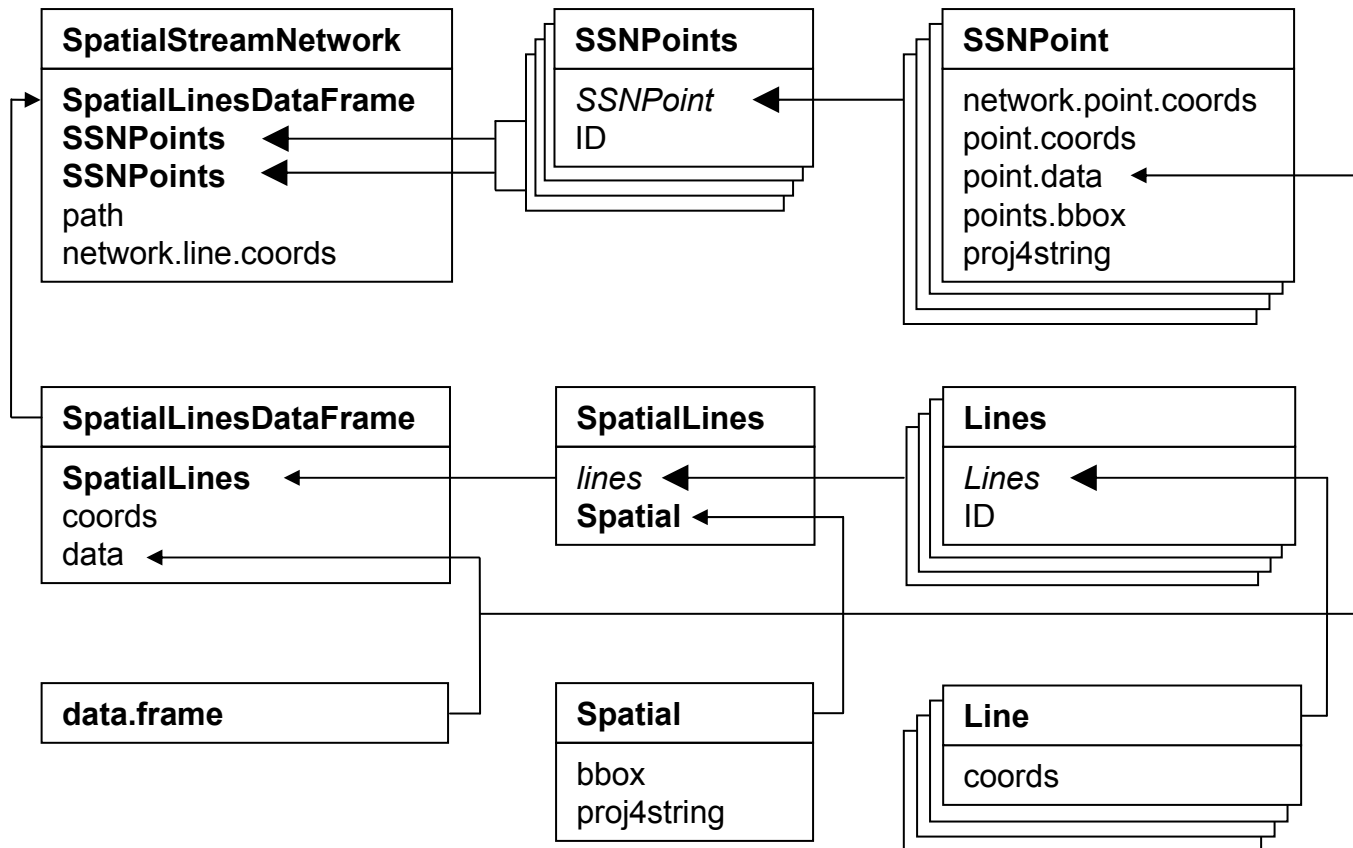 SpatialStreamNetwork
SpatialLinesDataFrame
SSNPoints
SSNPoints
path
network.line.coords
SSNPoints
SSNPoint
ID
SSNPoint
network.point.coords
point.coords
point.data
points.bbox
proj4string
SpatialLinesDataFrame
SpatialLines
coords
data
SpatialLines
lines
Spatial
Lines
Lines
ID
data.frame
Spatial
bbox
proj4string
Line
coords